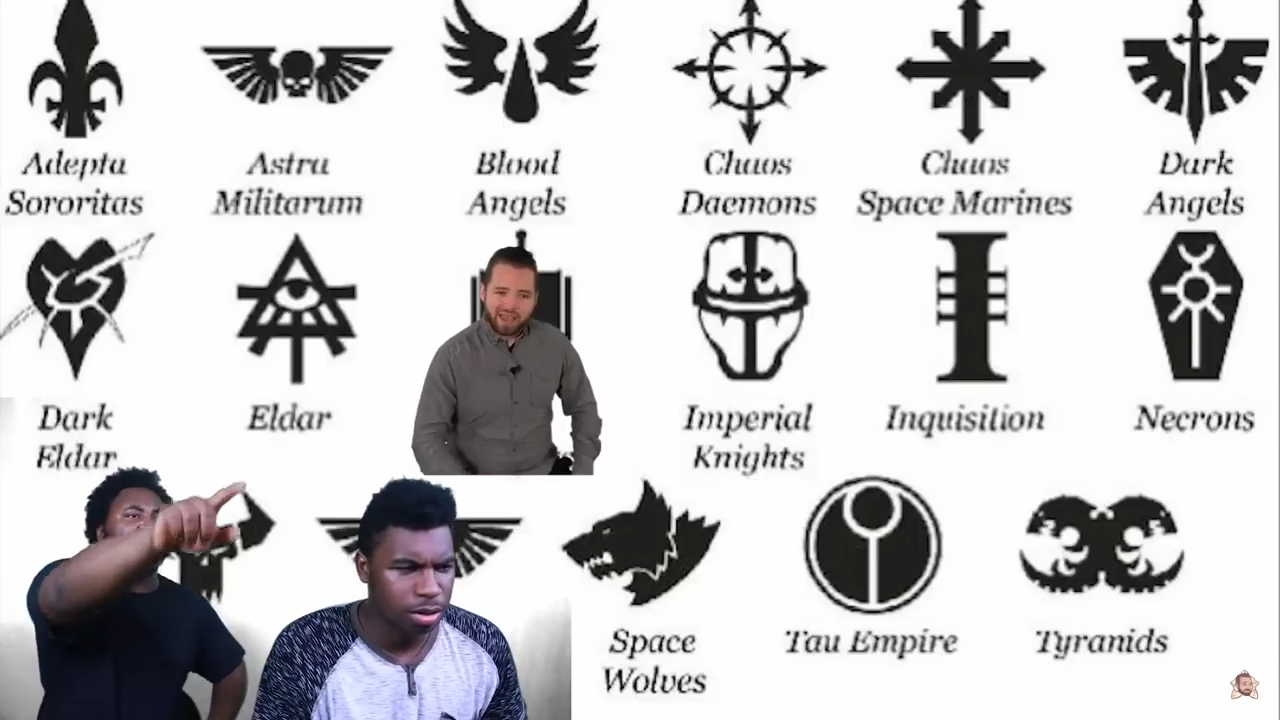 Adepta
Sororitas
Astra
Militarum
Blood
Angels
Chaos
Daemons
Chaos
Space Marines
Dark
Angels
Dark
Eldar
Eldar
Imperial
Knights
Inquisition
Necrons
Space
Wolves
Tau Empire
Tyranids